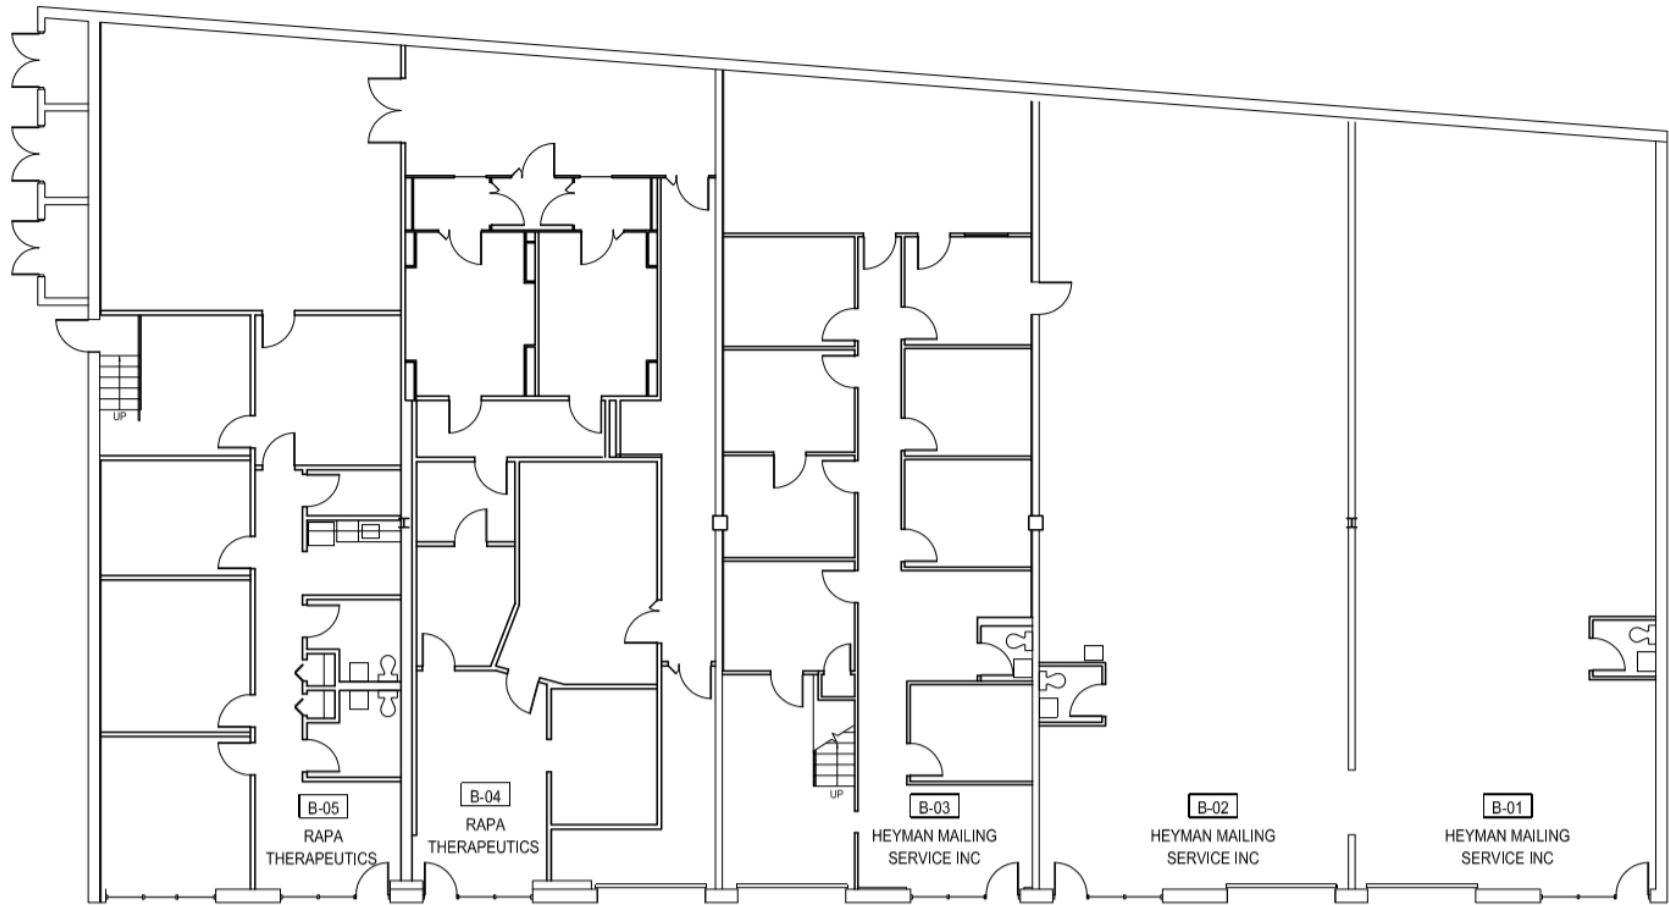 UP
B-05
RAPA
THERAPEUTICS
B-04
RAPA
THERAPEUTICS
UP
B-03
HEYMAN MAILING
SERVICE INC
B-02
HEYMAN MAILING
SERVICE INC
B-01
HEYMAN MAILING
SERVICE INC